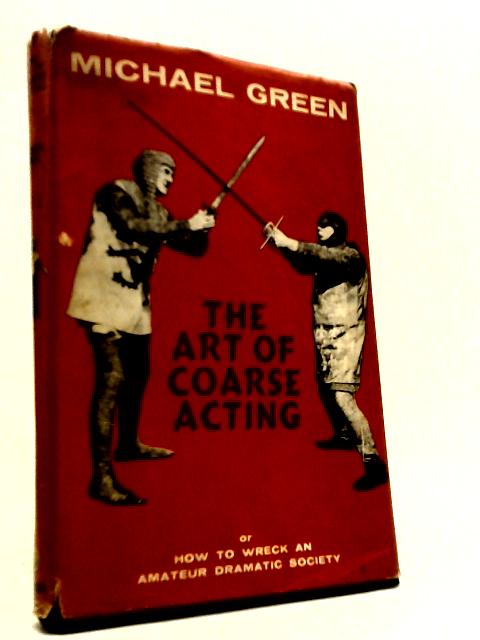 MICHAEL GREEN
THE
ART OF
COARSE
ACTING
or
HOW TO WRECK AN
AMATEUR DRAMATIC SOCIETY